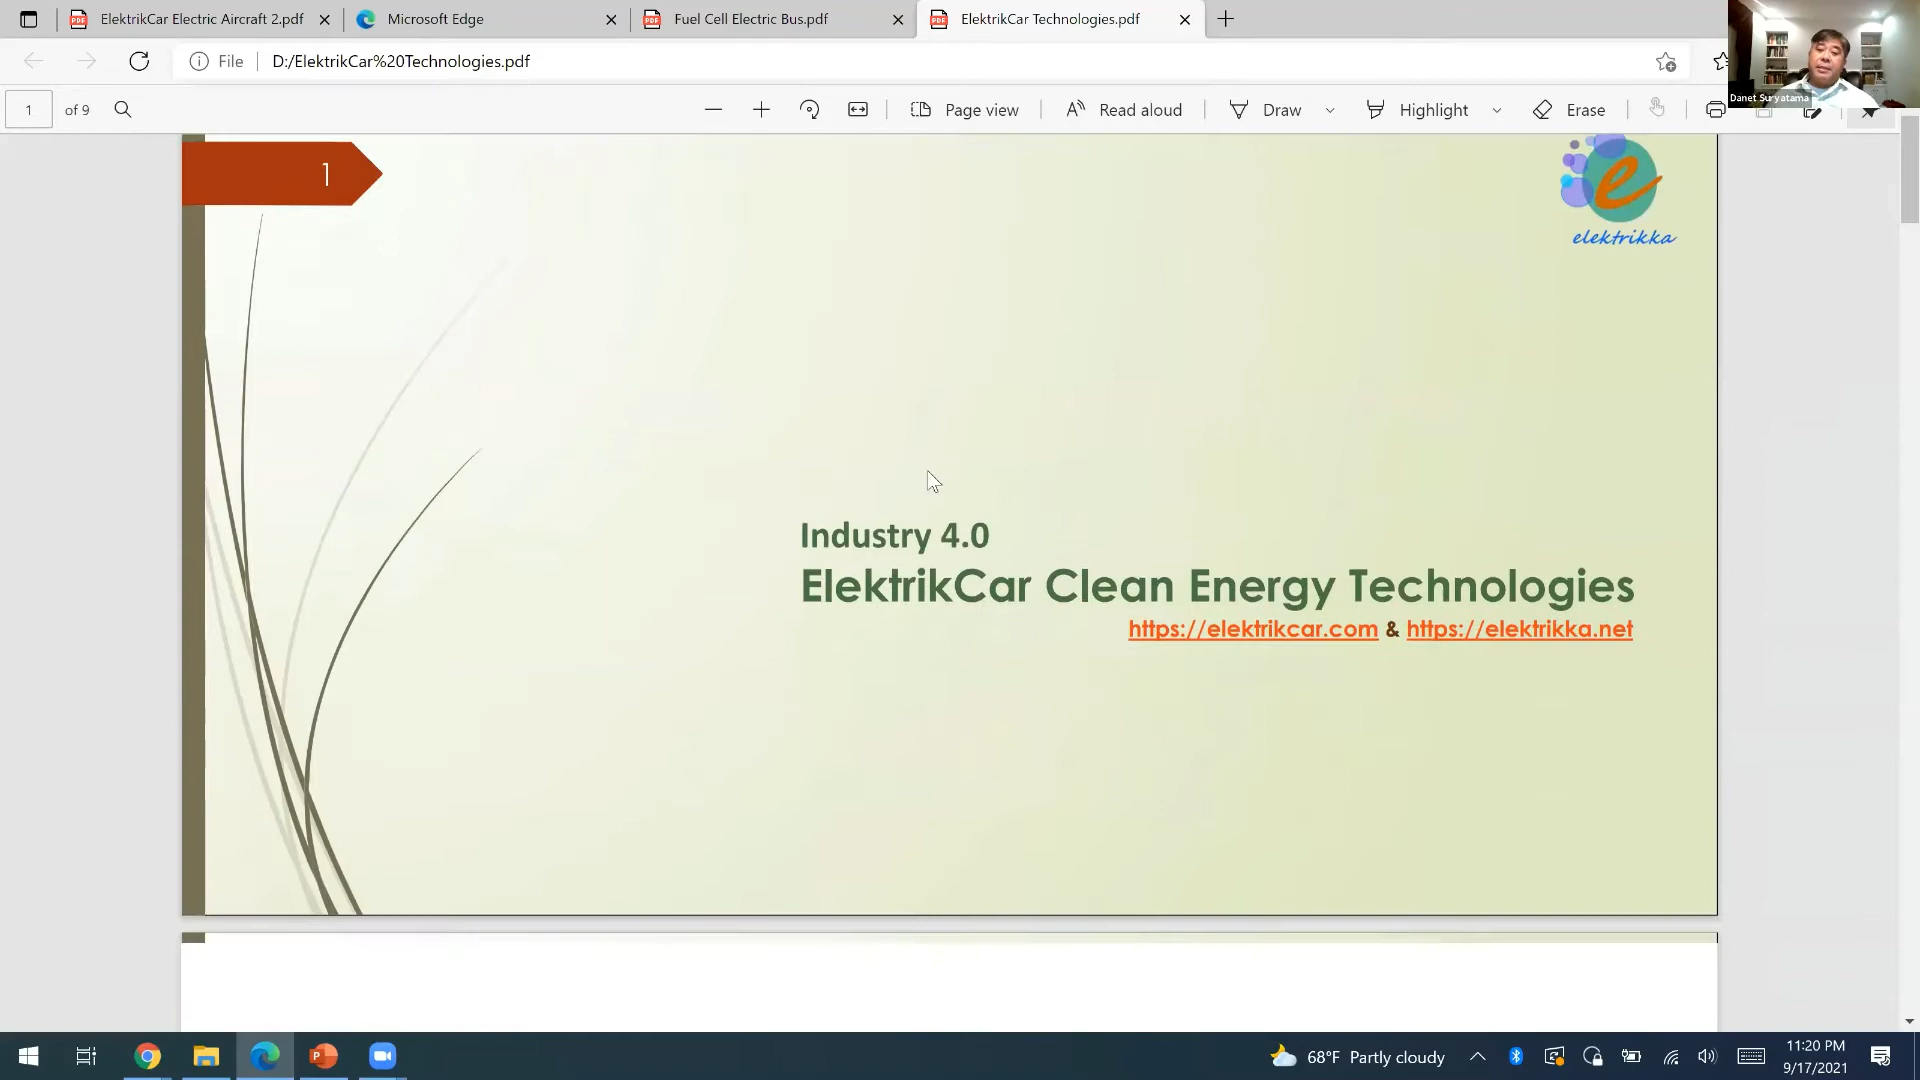 ElektrikCar Electric Aircraft 2.pdf
Microsoft Edge
Fuel Cell Electric Bus.pdf
ElektrikCar Technologies.pdf
File
D:/ElektrikCar%20Technologies.pdf
Danet Suryatama
1
of 9
Page view
Read aloud
Draw
Highlight
Erase
1
e
elektrikka
Industry 4.0
ElektrikCar Clean Energy Technologies
https://elektrikcar.com & https://elektrikka.net
68°F Partly cloudy
11:20 PM
9/17/2021